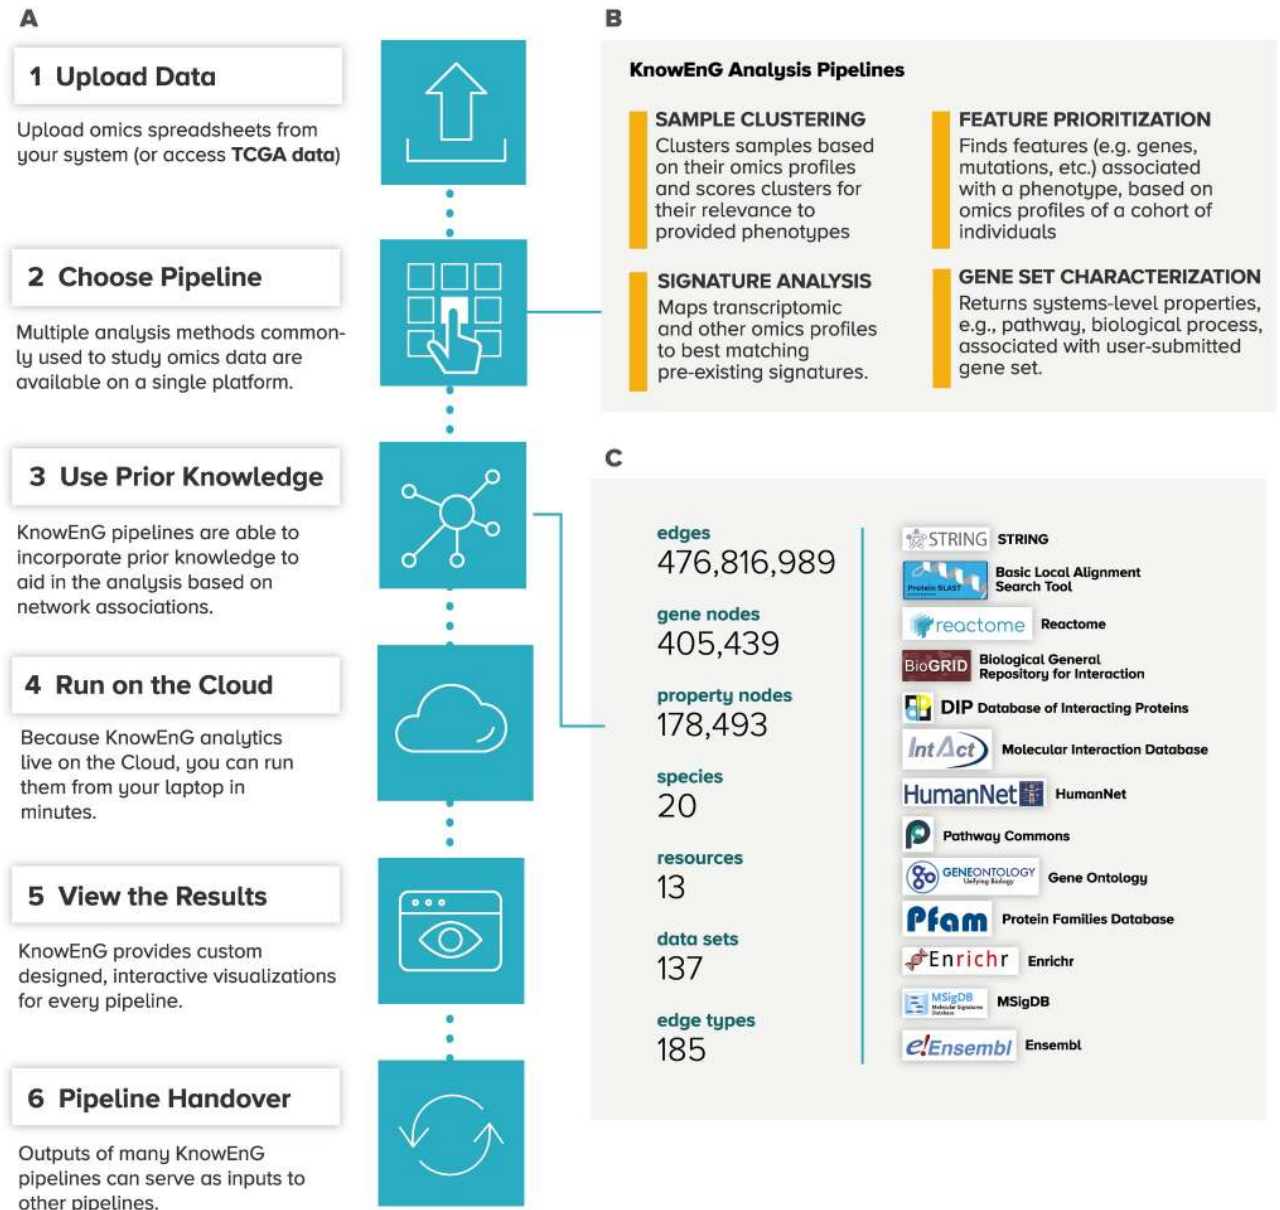 A
1 Upload Data
Upload omics spreadsheets from
your system (or access TCGA data)
2 Choose Pipeline
Multiple analysis methods common-
ly used to study omics data are
available on a single platform.
3 Use Prior Knowledge
KnowEnG pipelines are able to
incorporate prior knowledge to
aid in the analysis based on
network associations.
4 Run on the Cloud
Because KnowEnG analytics
live on the Cloud, you can run
them from your laptop in
minutes.
5 View the Results
KnowEnG provides custom
designed, interactive visualizations
for every pipeline.
6 Pipeline Handover
Outputs of many KnowEnG
pipelines can serve as inputs to
other pipelines.
B
KnowEnG Analysis Pipelines
SAMPLE CLUSTERING
Clusters samples based
on their omics profiles
and scores clusters for
their relevance to
provided phenotypes
FEATURE PRIORITIZATION
Finds features (e.g. genes,
mutations, etc.) associated
with a phenotype, based on
omics profiles of a cohort of
individuals
SIGNATURE ANALYSIS
Maps transcriptomic
and other omics profiles
to best matching
pre-existing signatures.
GENE SET CHARACTERIZATION
Returns systems-level properties,
e.g., pathway, biological process,
associated with user-submitted
gene set.
C
edges
476,816,989
gene nodes
405,439
property nodes
178,493
species
20
resources
13
data sets
137
edge types
185
STRING STRING
Protein BLAST
Basic Local Alignment
Search Tool
reactome Reactome
BioGRID
Biological General
Repository for Interaction
DIP Database of Interacting Proteins
IntAct Molecular Interaction Database
HumanNet HumanNet
Pathway Commons
GENEONTOLOGY
Unifying Biology
Gene Ontology
Pfam Protein Families Database
Enrichr Enrichr
MSigDB
Molecular Signatures
Database
MSigDB
e!Ensembl Ensembl